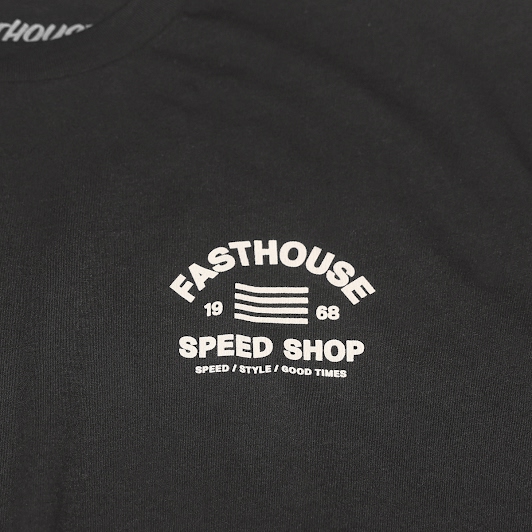 FASTHOUSE
19 68
SPEED SHOP
SPEED / STYLE / GOOD TIMES